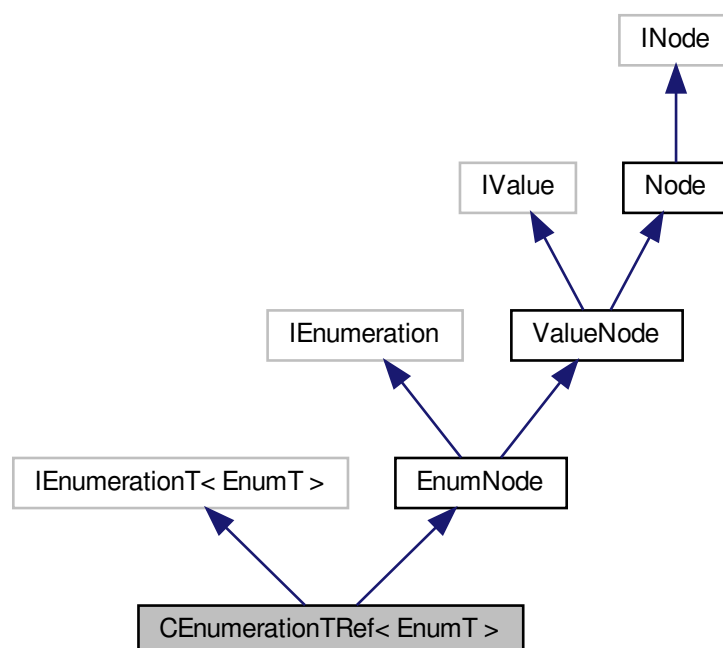 INode
IValue
Node
IEnumeration
ValueNode
IEnumerationT< EnumT >
EnumNode
CEnumerationTRef< EnumT >